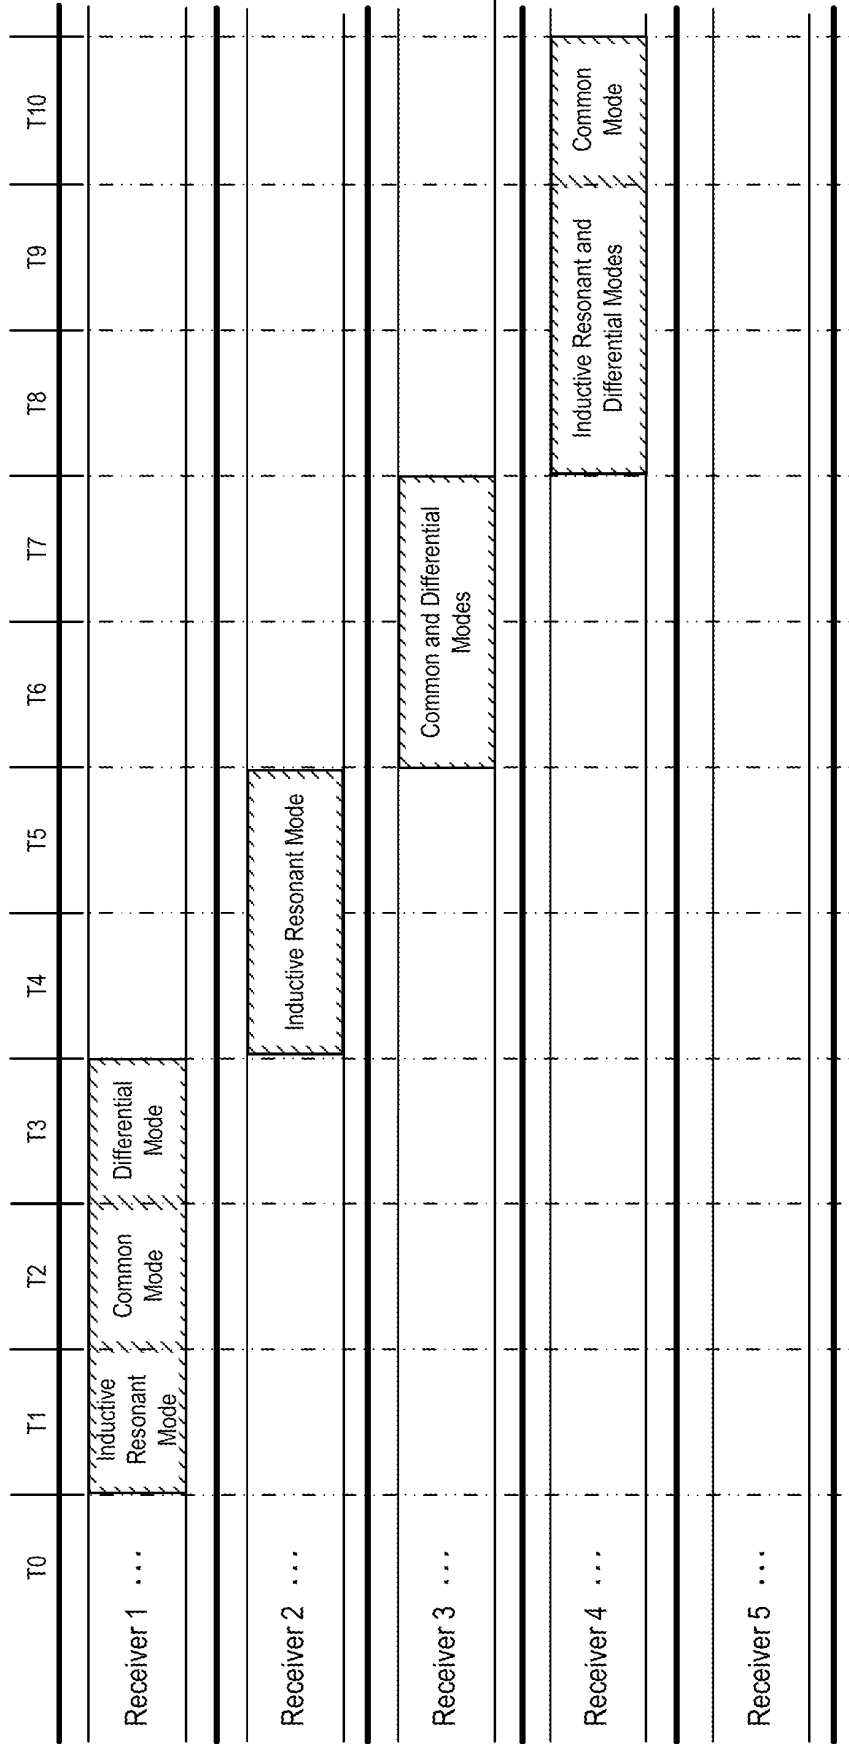 T0 T1 T2 T3 T4 T5 T6 T7 T8 T9 T10
Receiver 1 ...
Inductive
Resonant
Mode
Common
Mode
Differential
Mode
Receiver 2 ...
Inductive Resonant Mode
Receiver 3 ...
Common and Differential
Modes
Receiver 4 ...
Inductive Resonant and
Differential Modes
Common
Mode
Receiver 5 ...